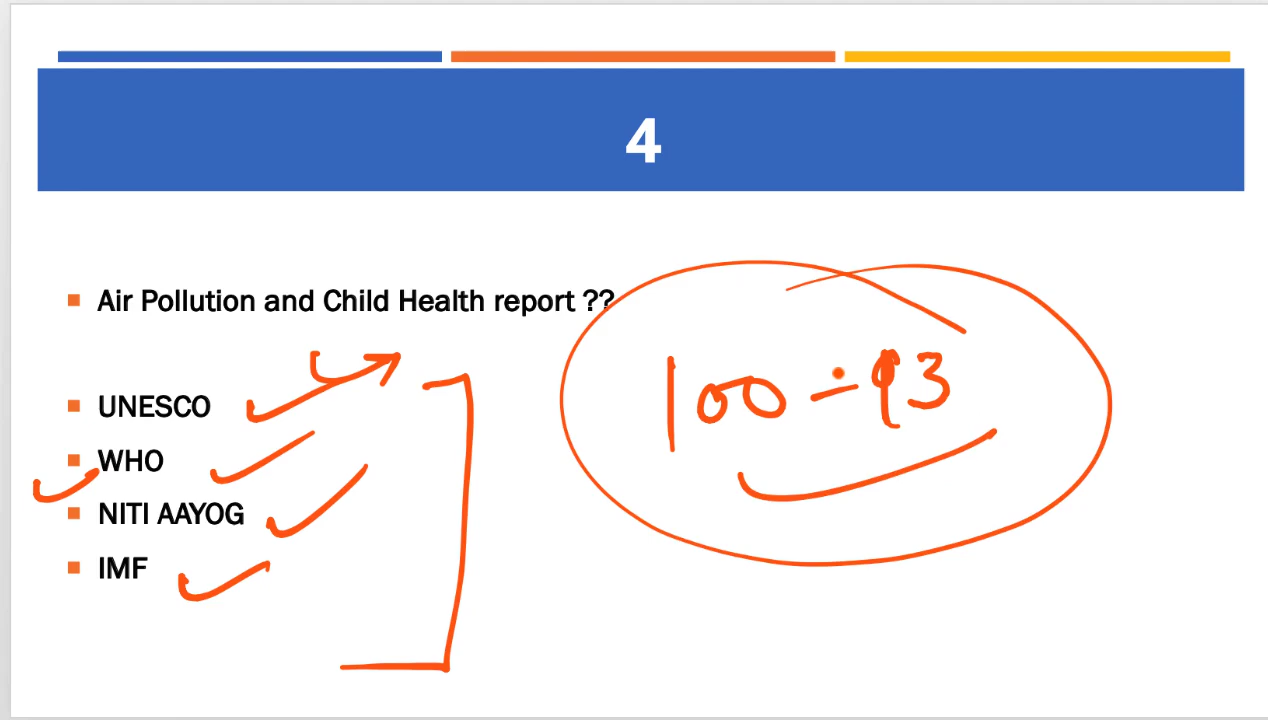 4
Air Pollution and Child Health report ??
UNESCO
WHO
NITI AAYOG
IMF
100 - 93